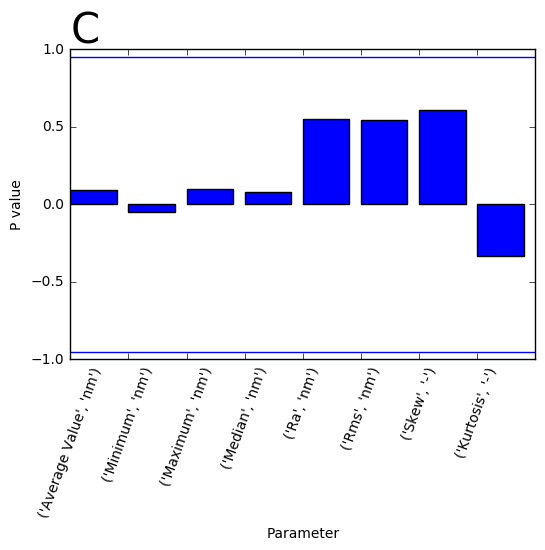 C
1.0
0.5
0.0
−0.5
−1.0
P value
('Average Value', 'nm')
('Minimum', 'nm')
('Maximum', 'nm')
('Median', 'nm')
('Ra', 'nm')
('Rms', 'nm')
('Skew', '-')
('Kurtosis', '-')
Parameter